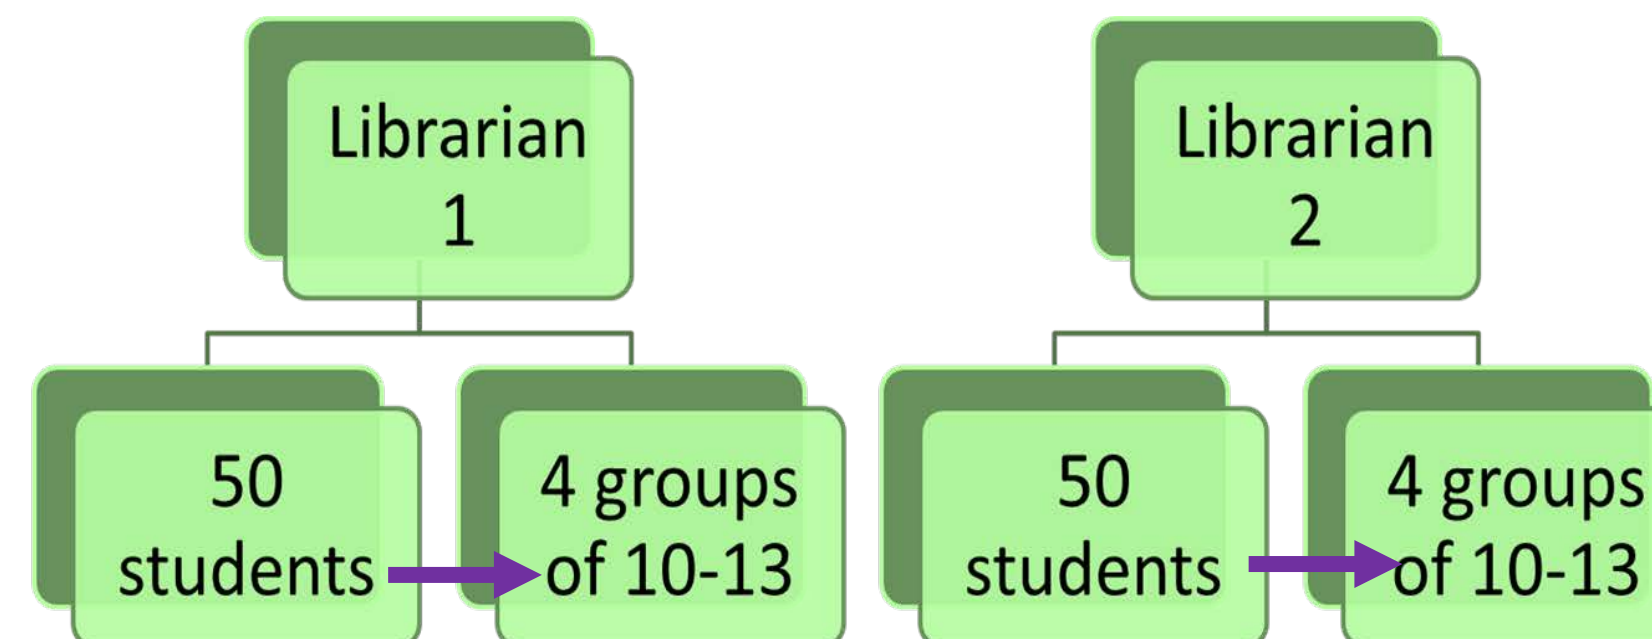 Librarian
1
Librarian
2
50
students
4 groups
of 10-13
50
students
4 groups
of 10-13